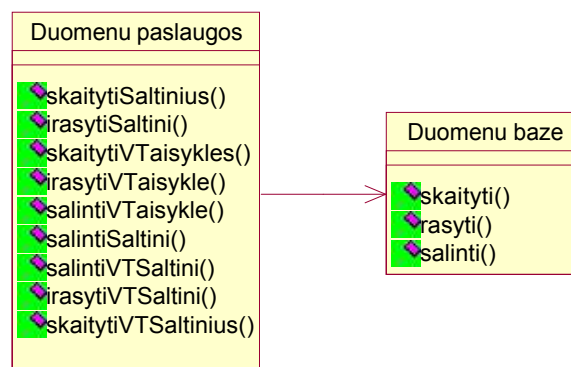 Duomenu paslaugos
skaitytiSaltinius()
irasytiSaltini()
skaitytiVTaisykles()
irasytiVTaisykle()
salintiVTaisykle()
salintiSaltini()
salintiVTSaltini()
irasytiVTSaltini()
skaitytiVTSaltinius()
Duomenu baze
skaityti()
rasyti()
salinti()